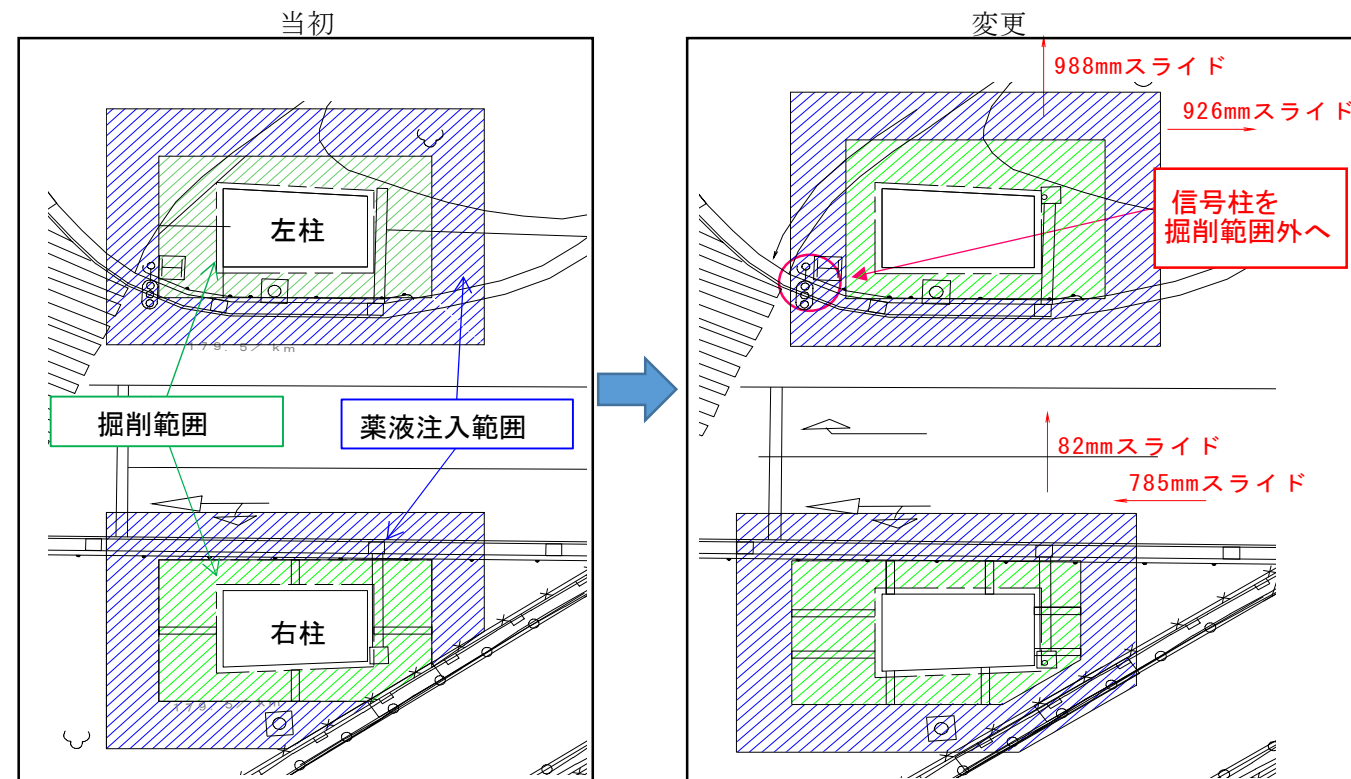 当初
変更
988mmスライド
926mmスライド
信号柱を
掘削範囲外へ
左柱
掘削範囲
薬液注入範囲
82mmスライド
785mmスライド
右柱